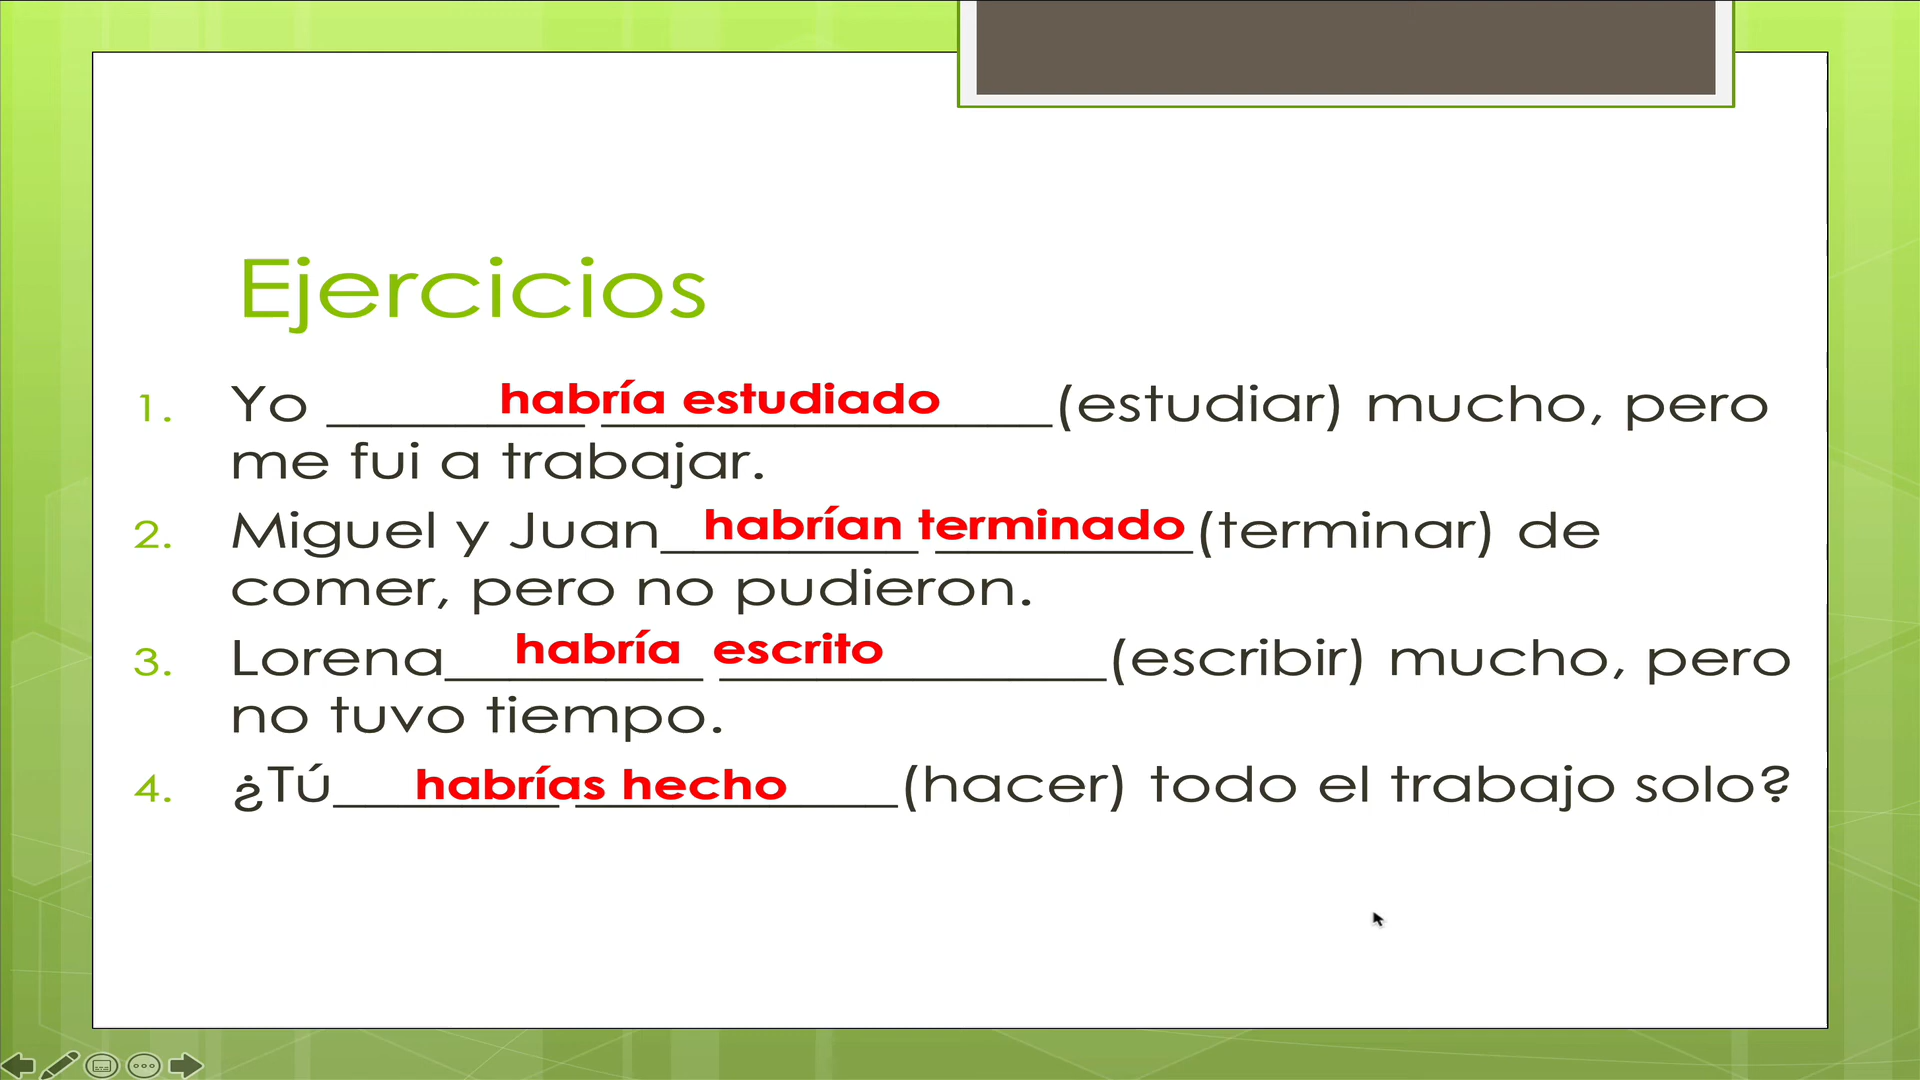 Ejercicios
1. Yo __________ habría estudiado __________ (estudiar) mucho, pero
me fui a trabajar.
2. Miguel y Juan habrían terminado (terminar) de
comer, pero no pudieron.
3. Lorena habría escrito (escribir) mucho, pero
no tuvo tiempo.
4. ¿Tú habrías hecho (hacer) todo el trabajo solo?